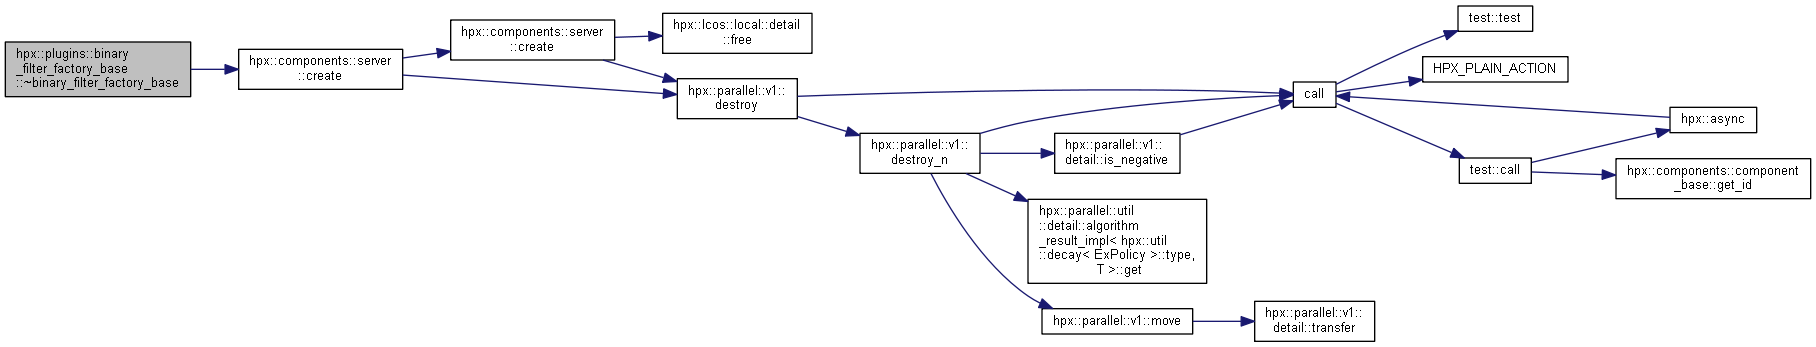 hpx::plugins::binary
_filter_factory_base
::~binary_filter_factory_base
hpx::components::server
::create
hpx::components::server
::create
hpx::lcos::local::detail
::free
hpx::parallel::v1::
destroy
hpx::parallel::v1::
destroy_n
hpx::parallel::v1::
detail::is_negative
hpx::parallel::util
::detail::algorithm
_result_impl< hpx::util
::decay< ExPolicy >::type,
T >::get
hpx::parallel::v1::move
hpx::parallel::v1::
detail::transfer
call
test::test
HPX_PLAIN_ACTION
test::call
hpx::async
hpx::components::component
_base::get_id